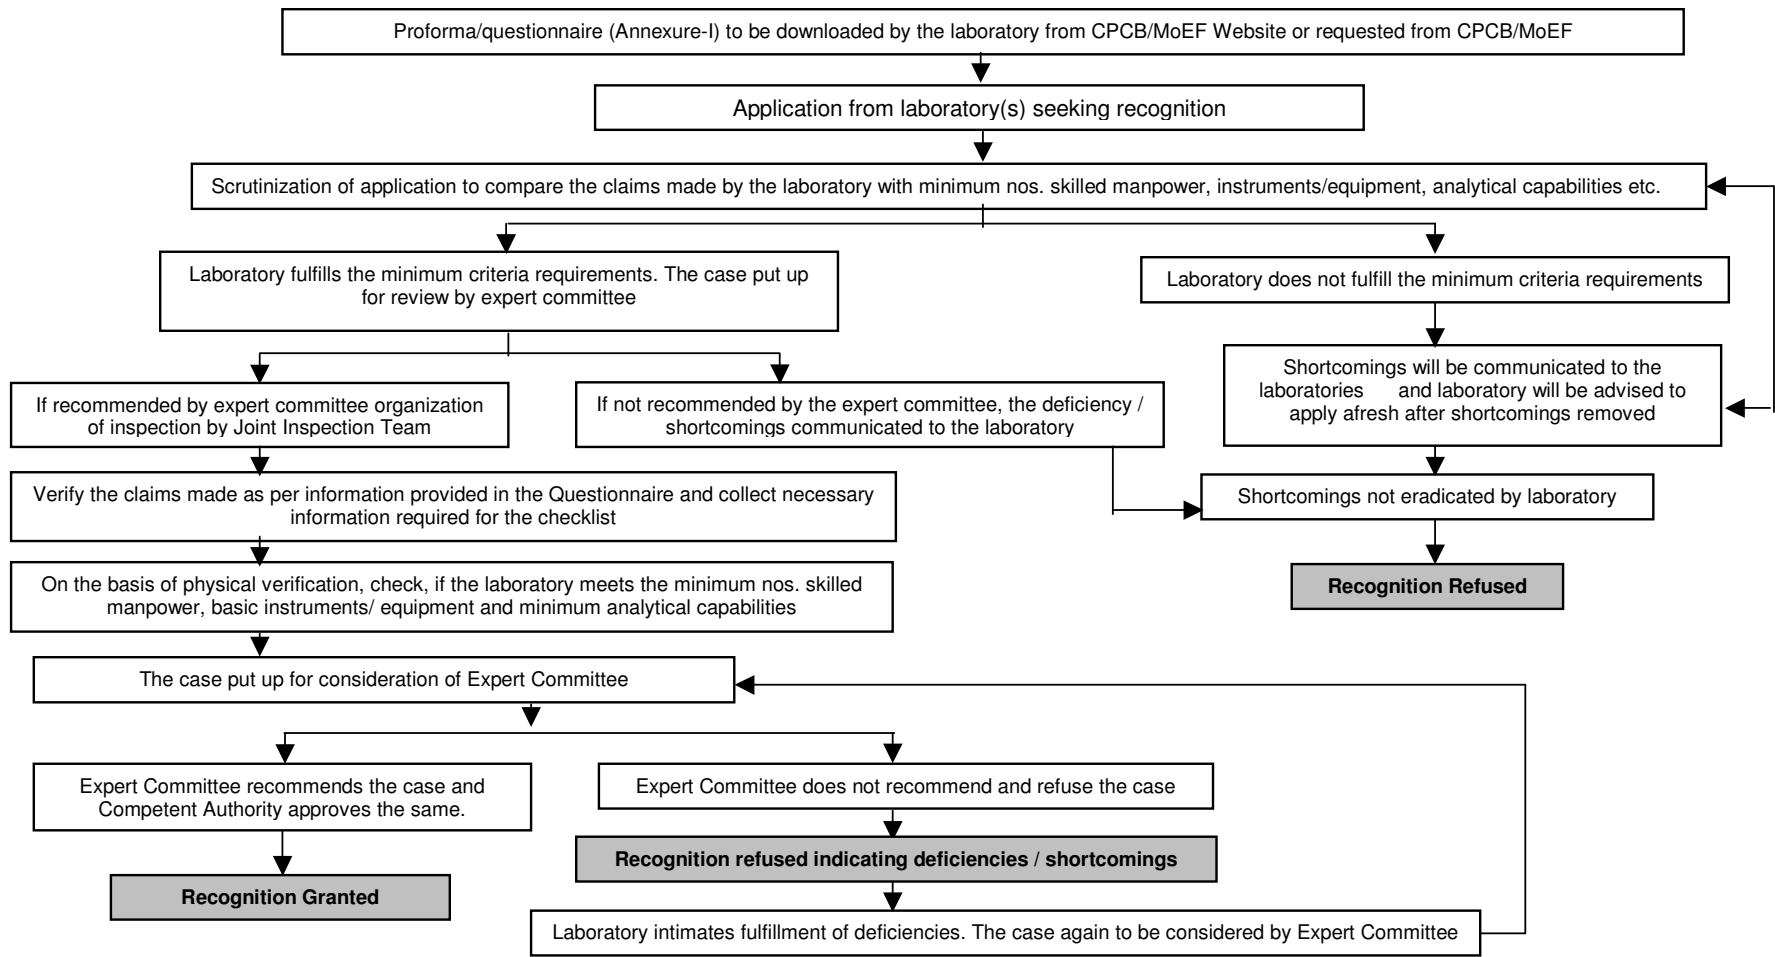 Proforma/questionnaire (Annexure-I) to be downloaded by the laboratory from CPCB/MoEF Website or requested from CPCB/MoEF
Application from laboratory(s) seeking recognition
Scrutinization of application to compare the claims made by the laboratory with minimum nos. skilled manpower, instruments/equipment, analytical capabilities etc.
Laboratory fulfills the minimum criteria requirements. The case put up
for review by expert committee
Laboratory does not fulfill the minimum criteria requirements
If recommended by expert committee organization
of inspection by Joint Inspection Team
If not recommended by the expert committee, the deficiency /
shortcomings communicated to the laboratory
Shortcomings will be communicated to the
laboratories and laboratory will be advised to
apply afresh after shortcomings removed
Verify the claims made as per information provided in the Questionnaire and collect necessary
information required for the checklist
Shortcomings not eradicated by laboratory
On the basis of physical verification, check, if the laboratory meets the minimum nos. skilled
manpower, basic instruments/ equipment and minimum analytical capabilities
Recognition Refused
The case put up for consideration of Expert Committee
Expert Committee recommends the case and
Competent Authority approves the same.
Expert Committee does not recommend and refuse the case
Recognition refused indicating deficiencies / shortcomings
Recognition Granted
Laboratory intimates fulfillment of deficiencies. The case again to be considered by Expert Committee